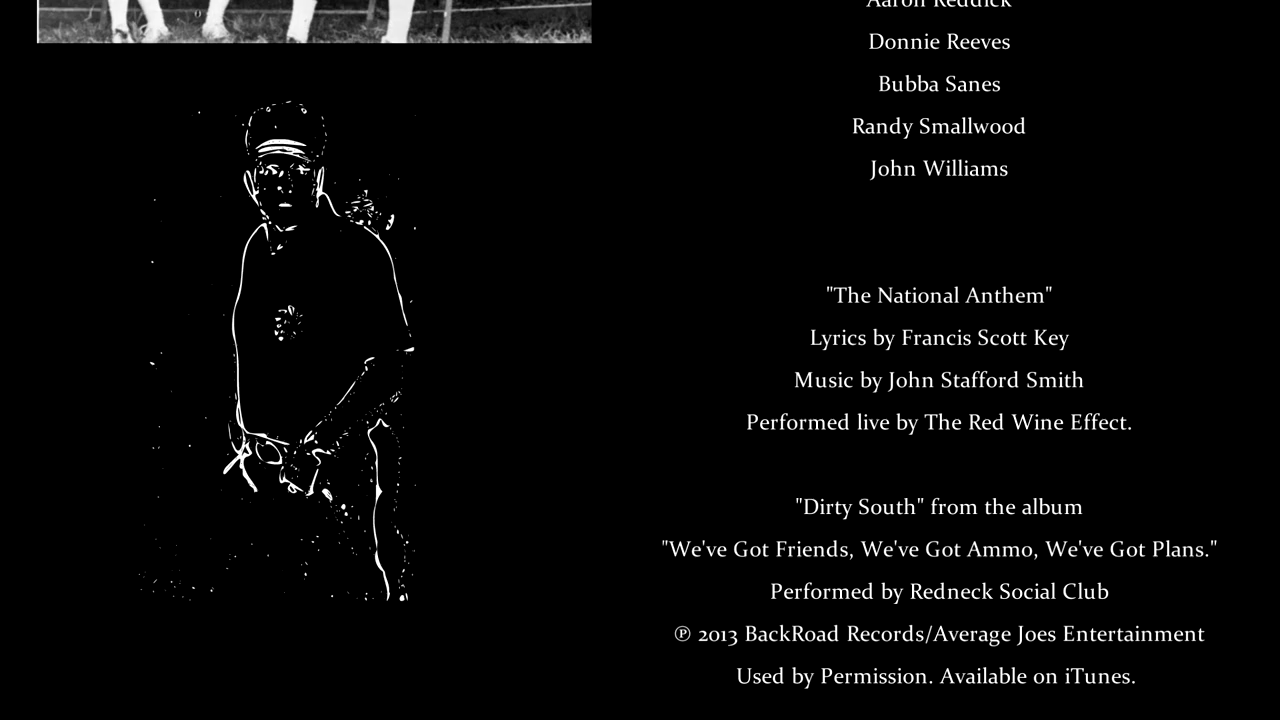 Aaron Reddick
Donnie Reeves
Bubba Sanes
Randy Smallwood
John Williams
"The National Anthem"
Lyrics by Francis Scott Key
Music by John Stafford Smith
Performed live by The Red Wine Effect.
"Dirty South" from the album
"We've Got Friends, We've Got Ammo, We've Got Plans."
Performed by Redneck Social Club
℗ 2013 BackRoad Records/Average Joes Entertainment
Used by Permission. Available on iTunes.